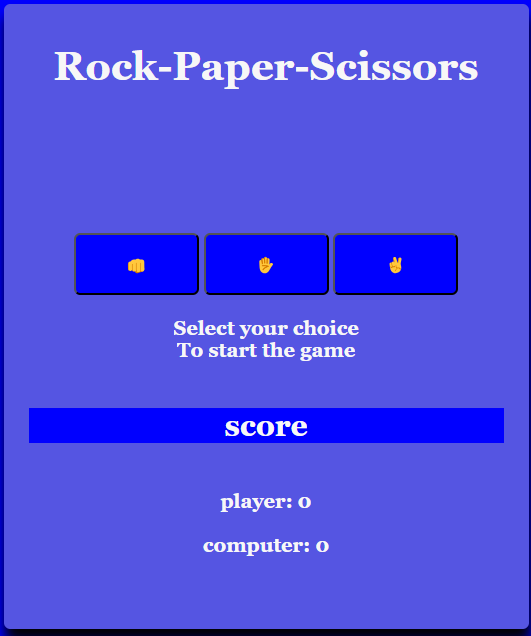 Rock-Paper-Scissors
👊 ✋ ✌
Select your choice
To start the game
score
player: 0
computer: 0